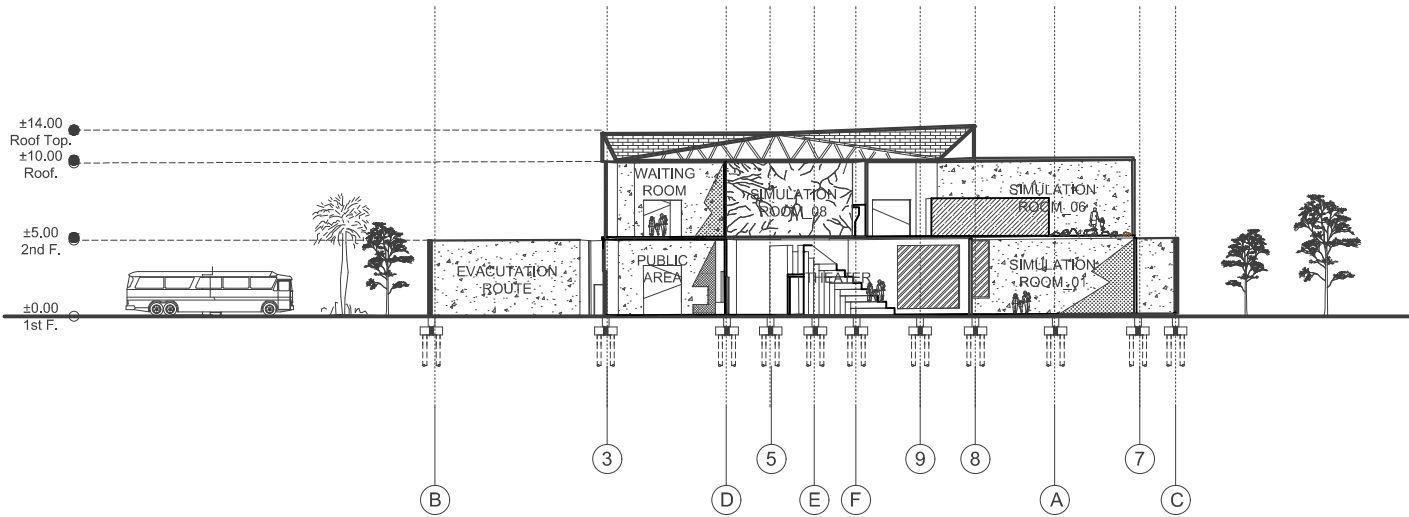 ±14.00
Roof Top.
±10.00
Roof.
WAITING
ROOM
SIMULATION
ROOM_08
SIMULATION
ROOM_06
±5.00
2nd F.
EVACUTATION
ROUTE
PUBLIC
AREA
THEATER
SIMULATION
ROOM_01
±0.00
1st F.
3
5
9
8
7
B
D
E
F
A
C